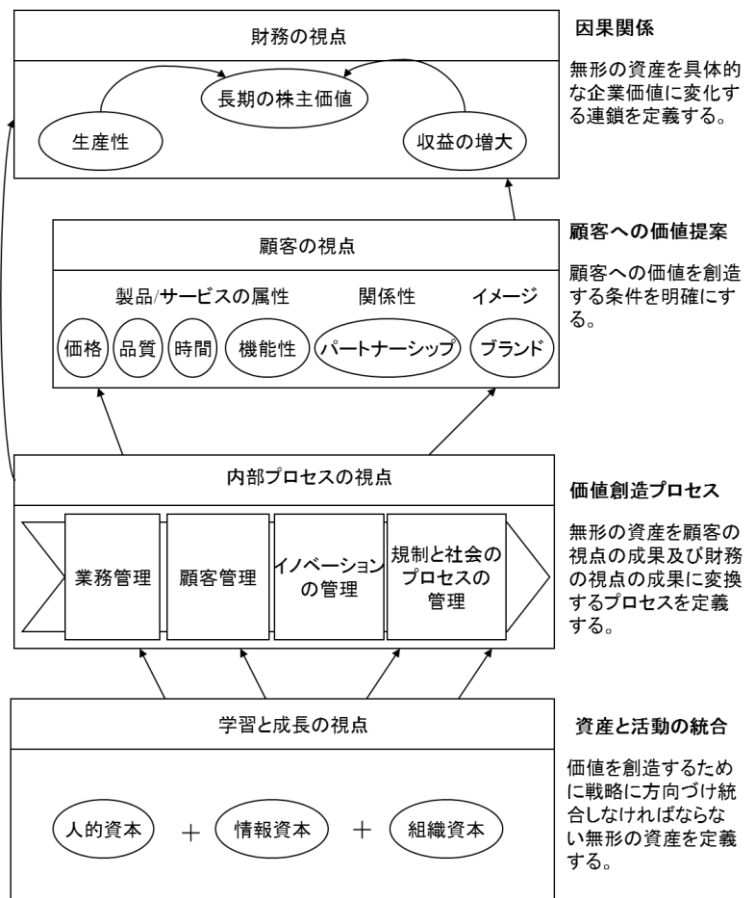 財務の視点
長期の株主価値
生産性
収益の増大
因果関係
無形の資産を具体的
な企業価値に変化す
る連鎖を定義する。
顧客の視点
製品/サービスの属性 関係性 イメージ
価格 品質 時間 機能性 パートナーシップ ブランド
顧客への価値提案
顧客への価値を創造
する条件を明確にす
る。
内部プロセスの視点
業務管理
顧客管理
イノベーション
の管理
規制と社会の
プロセスの
管理
価値創造プロセス
無形の資産を顧客の
視点の成果及び財務
の視点の成果に変換
するプロセスを定義
する。
学習と成長の視点
人的資本 + 情報資本 + 組織資本
資産と活動の統合
価値を創造するため
に戦略に方向づけ統
合しなければならな
い無形の資産を定義
する。